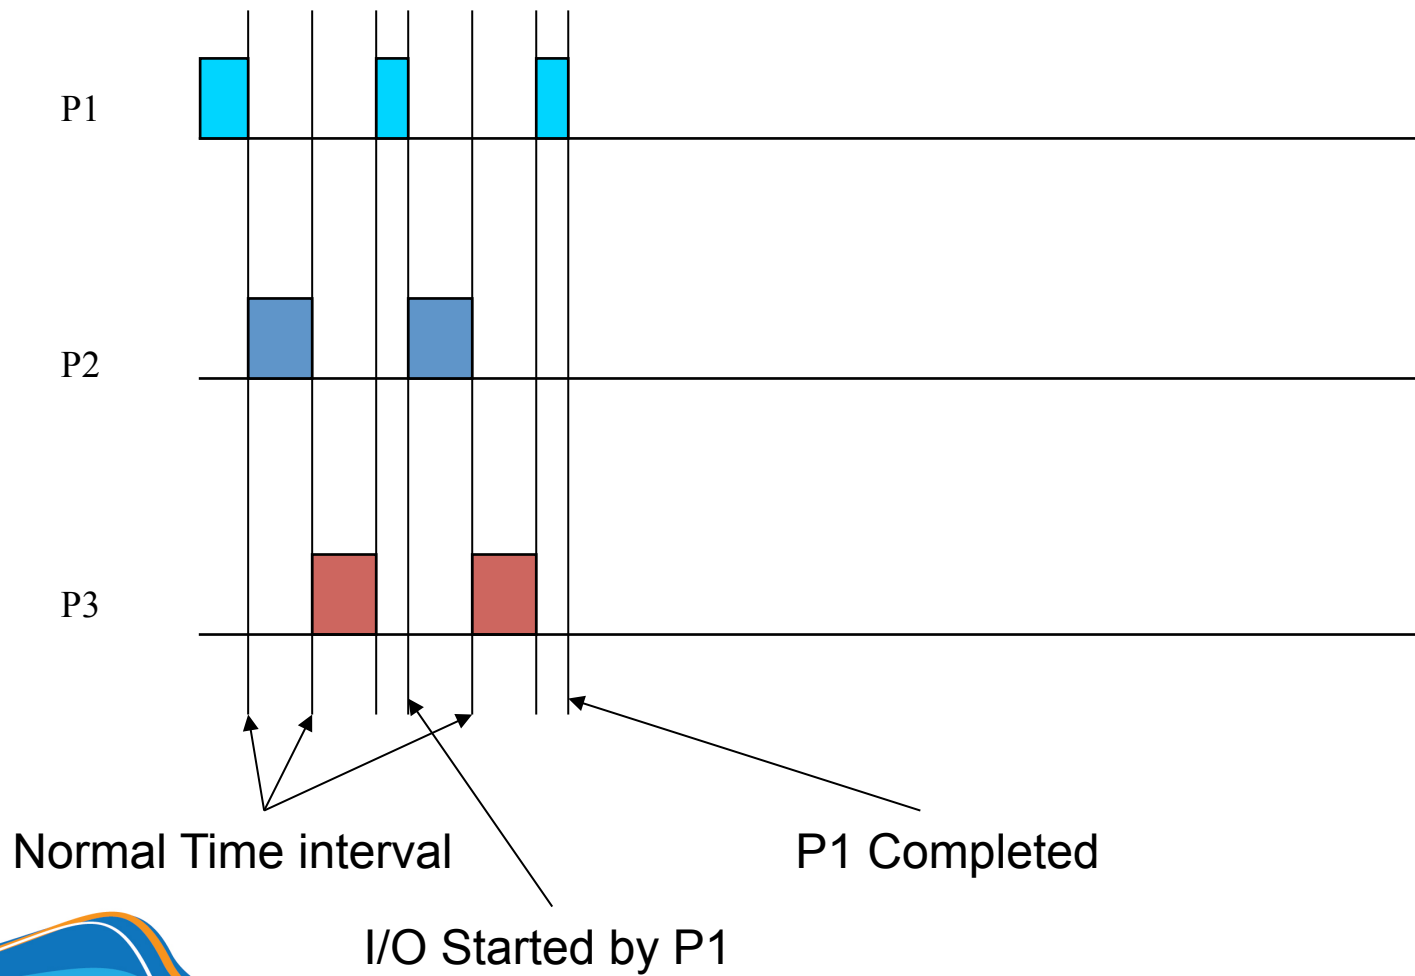 P1
P2
P3
Normal Time interval
P1 Completed
I/O Started by P1